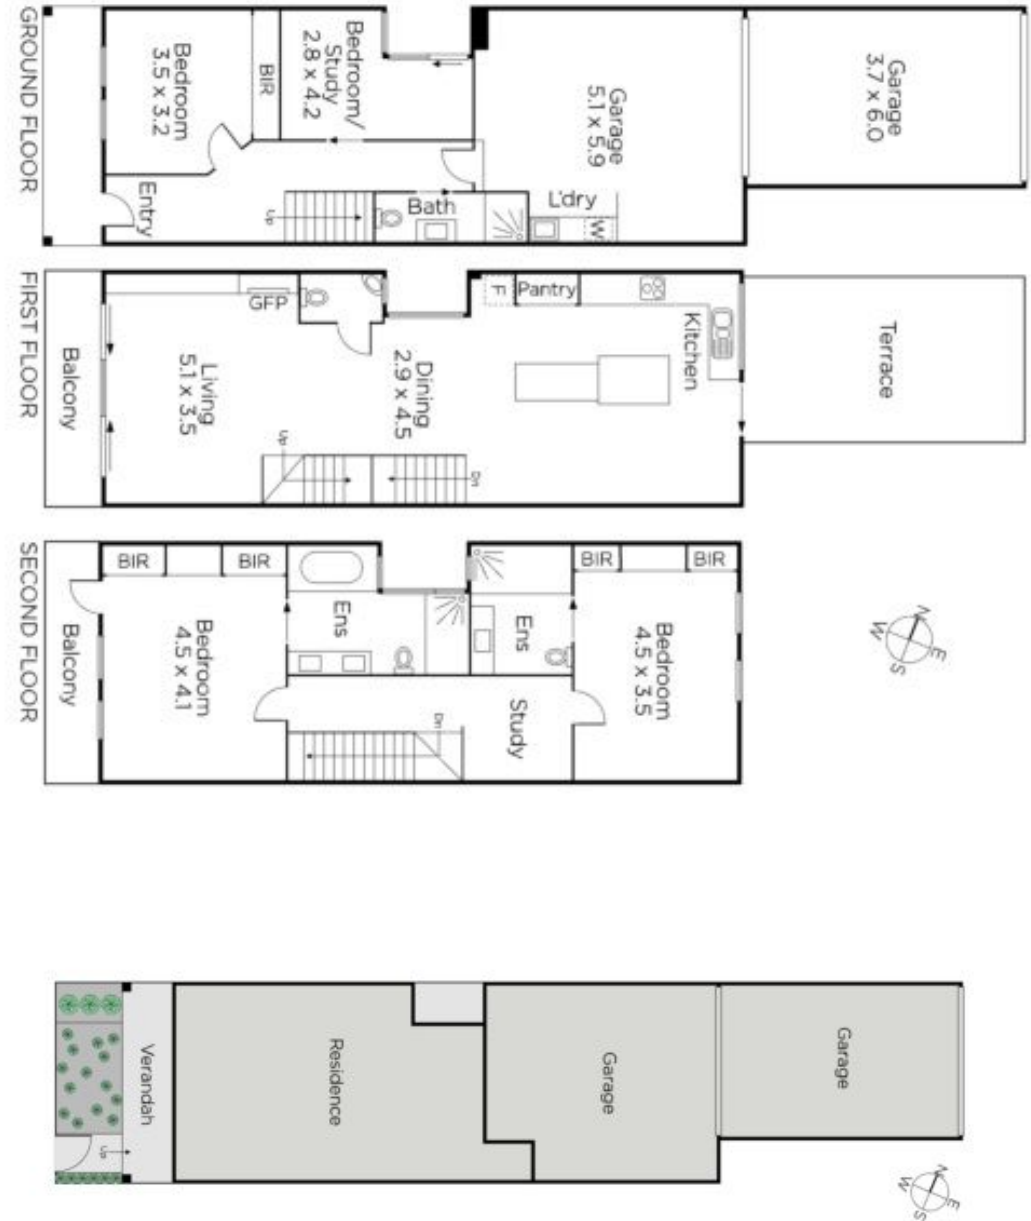 GROUND FLOOR
Bedroom
3.5 x 3.2
BIR
Bedroom/
Study
2.8 x 4.2
Garage
5.1 x 5.9
Garage
3.7 x 6.0
Entry
Up
Bath
L'dry
W
FIRST FLOOR
Balcony
GFP
Living
5.1 x 3.5
Dining
2.9 x 4.5
F
Pantry
Kitchen
Terrace
Up
Dn
SECOND FLOOR
Balcony
BIR
BIR
Bedroom
4.5 x 4.1
Ens
Ens
BIR
BIR
Bedroom
4.5 x 3.5
Study
Dn
N
E
S
W
Verandah
Up
Residence
Garage
Garage
N
E
S
W